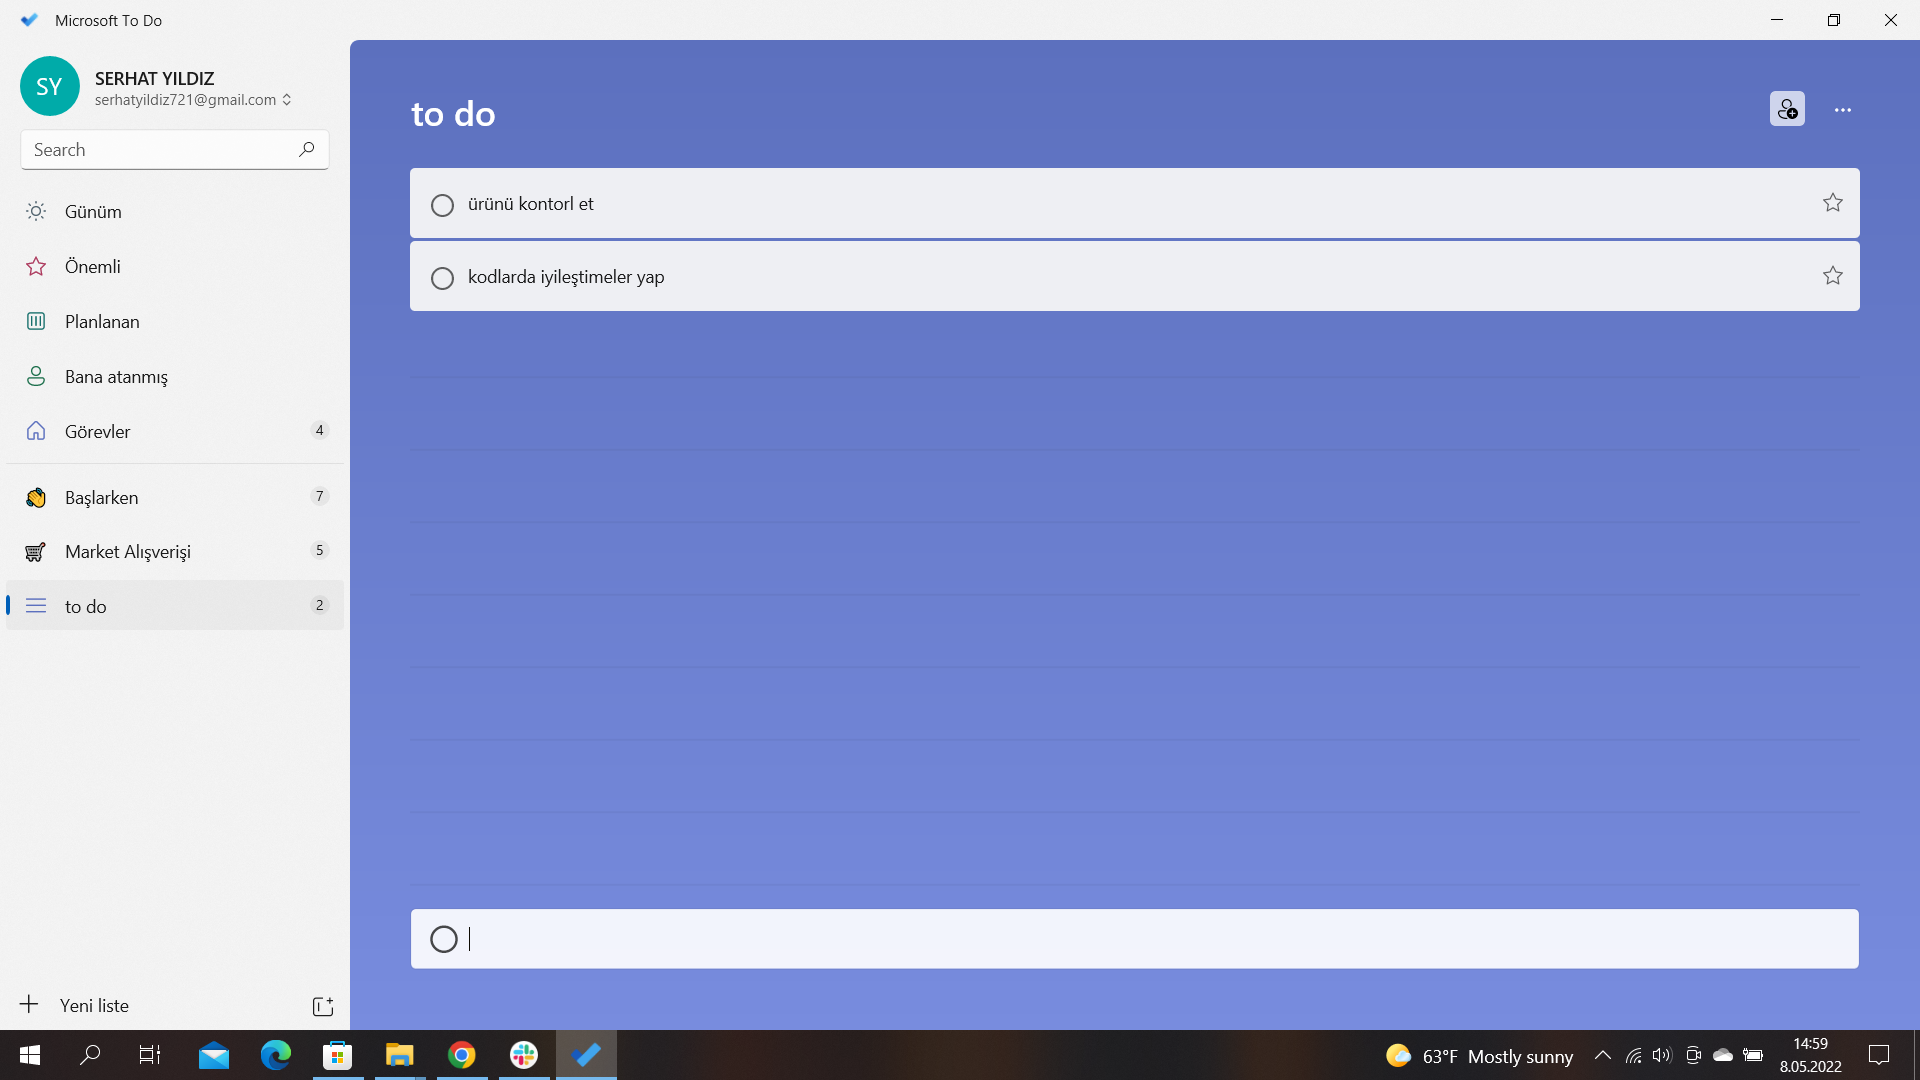 Microsoft To Do
SY
SERHAT YILDIZ
serhatyildiz721@gmail.com
Search
Günüm
Önemli
Planlanan
Bana atanmış
Görevler 4
Başlarken 7
Market Alışverişi 5
to do 2
Yeni liste
to do
ürünü kontorl et
kodlarda iyileştimeler yap
63°F Mostly sunny
14:59
8.05.2022